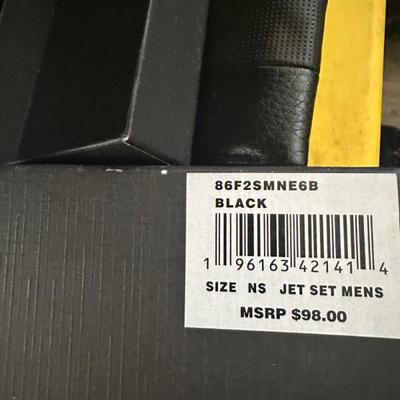 86F2SMNE6B
BLACK
1 96163 42141 4
SIZE NS JET SET MENS
MSRP $98.00